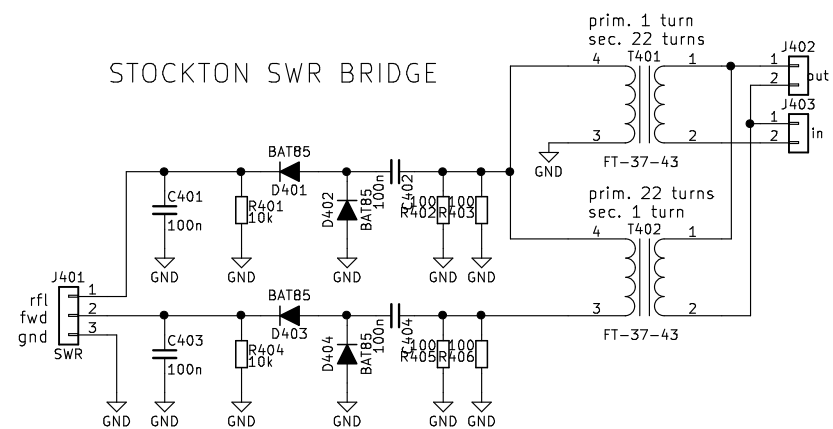 STOCKTON SWR BRIDGE
prim. 1 turn
sec. 22 turns
T401
4
1
3
2
FT-37-43
GND
J402
1
2
out
J403
1
2
in
prim. 22 turns
sec. 1 turn
T402
4
1
3
2
FT-37-43
BAT85
D401
C401
100n
R401
10k
D402
BAT85
100n
C402
100
R402
100
R403
GND
GND
GND
GND
GND
J401
rfl
1
fwd
2
gnd
3
SWR
BAT85
D403
C403
100n
R404
10k
D404
BAT85
100n
C404
100
R405
100
R406
GND
GND
GND
GND
GND
GND